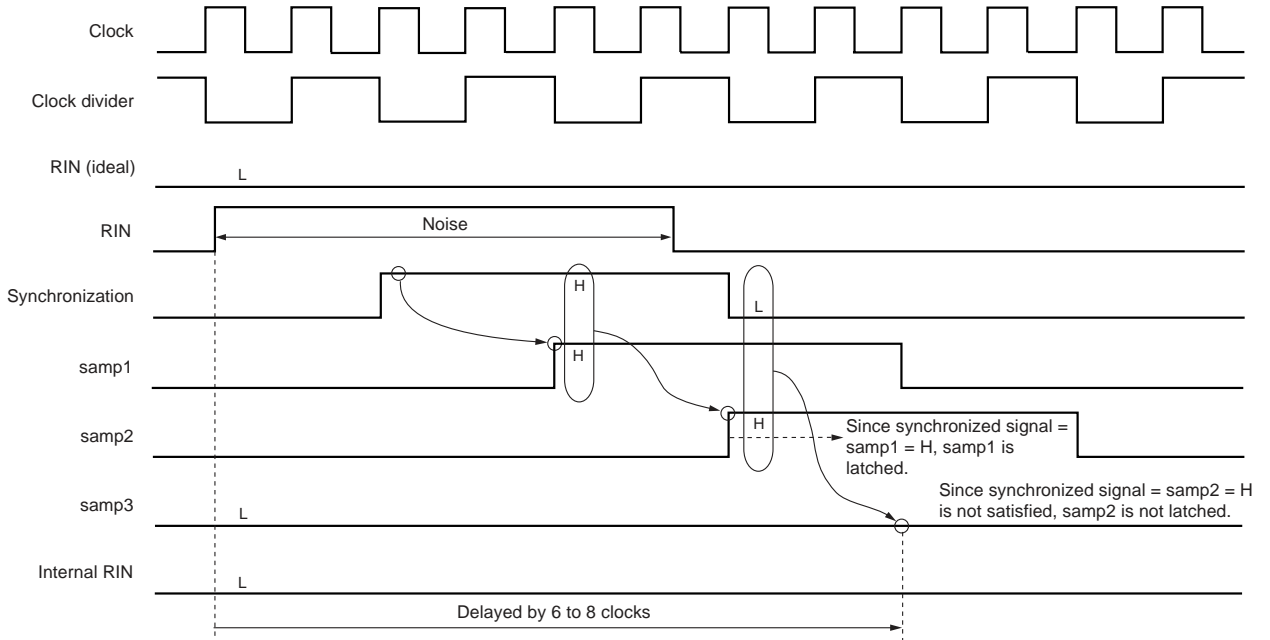 Clock
Clock divider
RIN (ideal)
L
RIN
Noise
Synchronization
H
L
samp1
H
samp2
H
Since synchronized signal =
samp1 = H, samp1 is
latched.
samp3
L
Since synchronized signal = samp2 = H
is not satisfied, samp2 is not latched.
Internal RIN
L
Delayed by 6 to 8 clocks